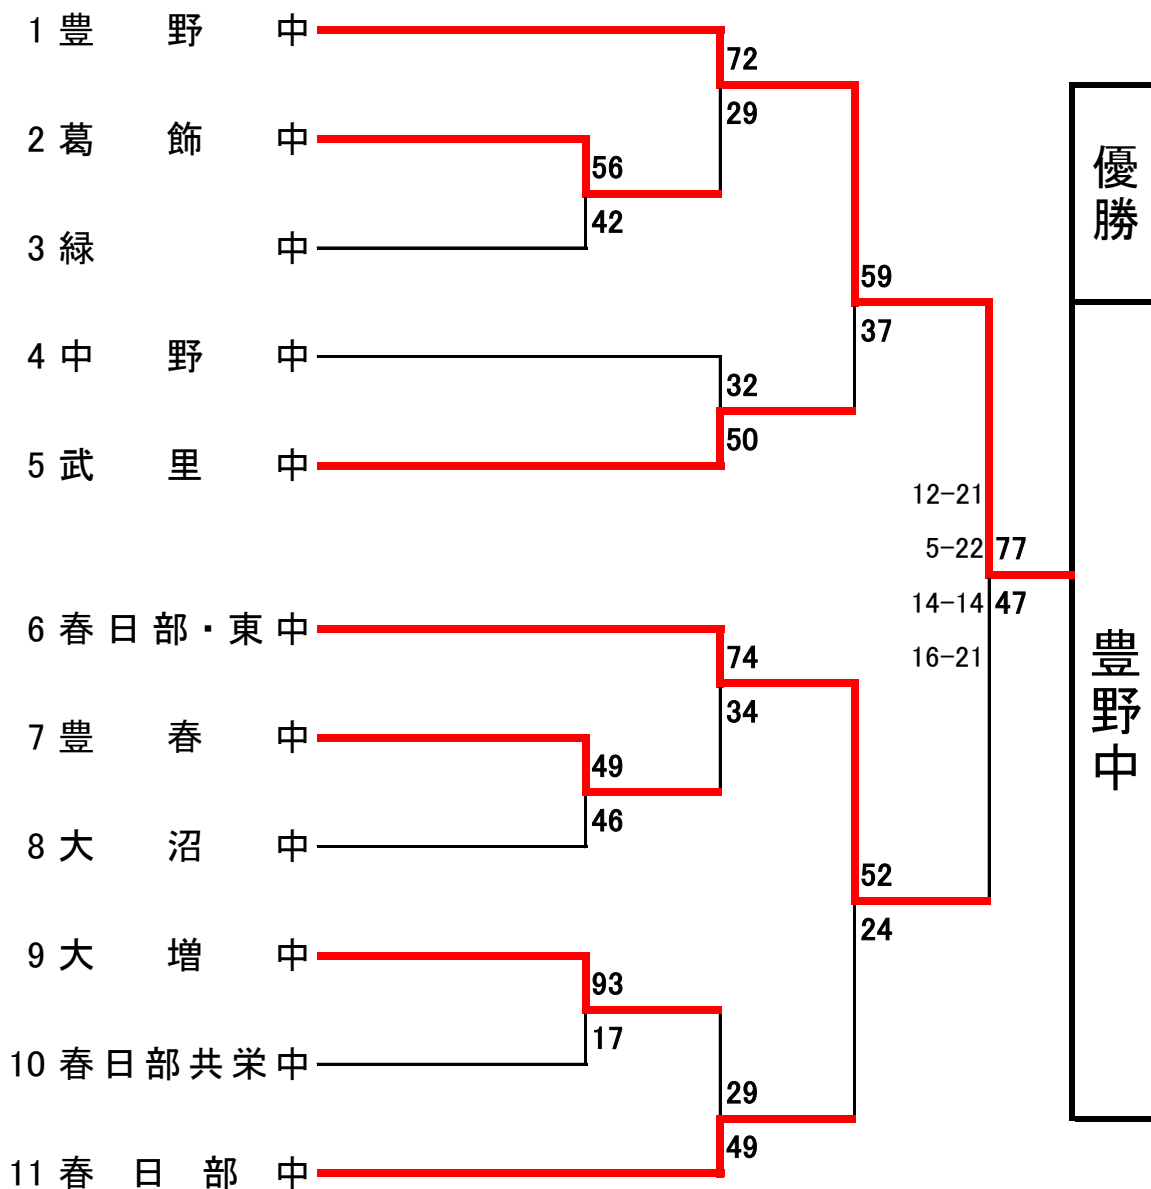 1 豊野中
72
29
2 葛飾中
56
42
3 緑中
59
37
4 中野中
32
50
5 武里中
12-21
5-22
77
47
14-14
16-21
6 春日部・東中
74
34
7 豊春中
49
46
8 大沼中
52
24
9 大増中
93
17
10 春日部共栄中
29
49
11 春日部中
優勝
豊野中